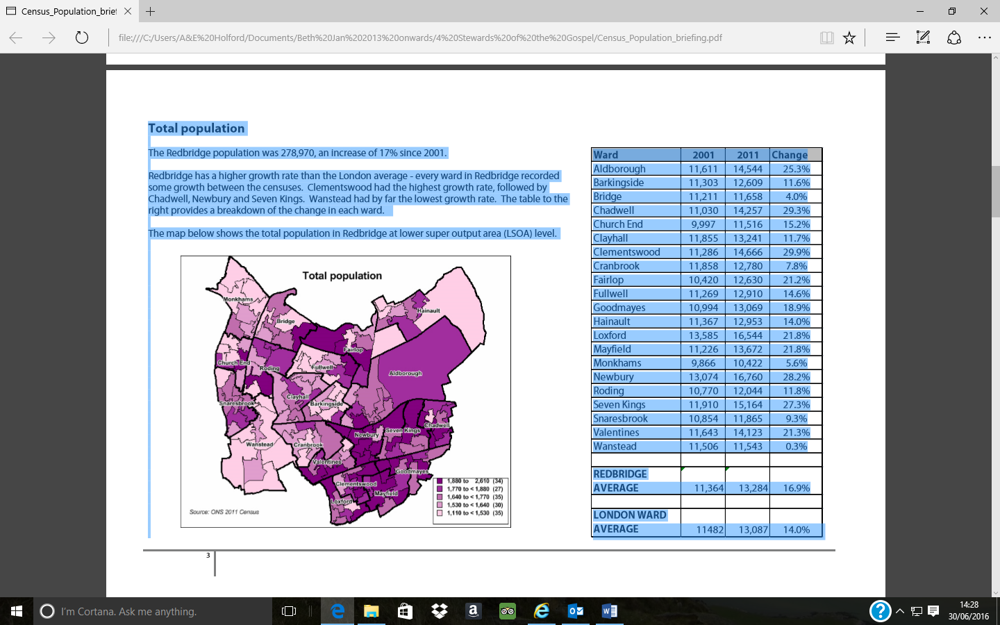 Census_Population_brief
file:///C:/Users/A&E%20Holford/Documents/Beth%20Jan%202013%20onwards/4%20Stewards%20of%20the%20Gospel/Census_Population_briefing.pdf
Total population
The Redbridge population was 278,970, an increase of 17% since 2001.
Redbridge has a higher growth rate than the London average - every ward in Redbridge recorded
some growth between the censuses. Clementswood had the highest growth rate, followed by
Chadwell, Newbury and Seven Kings. Wanstead had by far the lowest growth rate. The table to the
right provides a breakdown of the change in each ward.
The map below shows the total population in Redbridge at lower super output area (LSOA) level.
Total population
Monkhams
Hainault
Bridge
Fairlop
Church End
Roding
Fullwell
Aldborough
Clayhall
Barkingside
Snaresbrook
Chadwell
Seven Kings
Newbury
Wanstead
Cranbrook
Valentines
Goodmayes
Clementswood
Mayfield
Loxford
1,880 to 2,610 (34)
1,770 to < 1,880 (27)
1,640 to < 1,770 (35)
1,530 to < 1,640 (30)
1,110 to < 1,530 (35)
Source: ONS 2011 Census
Ward 2001 2011 Change
Aldborough 11,611 14,544 25.3%
Barkingside 11,303 12,609 11.6%
Bridge 11,211 11,658 4.0%
Chadwell 11,030 14,257 29.3%
Church End 9,997 11,516 15.2%
Clayhall 11,855 13,241 11.7%
Clementswood 11,286 14,666 29.9%
Cranbrook 11,858 12,780 7.8%
Fairlop 10,420 12,630 21.2%
Fullwell 11,269 12,910 14.6%
Goodmayes 10,994 13,069 18.9%
Hainault 11,367 12,953 14.0%
Loxford 13,585 16,544 21.8%
Mayfield 11,226 13,672 21.8%
Monkhams 9,866 10,422 5.6%
Newbury 13,074 16,760 28.2%
Roding 10,770 12,044 11.8%
Seven Kings 11,910 15,164 27.3%
Snaresbrook 10,854 11,865 9.3%
Valentines 11,643 14,123 21.3%
Wanstead 11,506 11,543 0.3%
REDBRIDGE
AVERAGE 11,364 13,284 16.9%
LONDON WARD
AVERAGE 11482 13,087 14.0%
3
I'm Cortana. Ask me anything.
14:28
30/06/2016